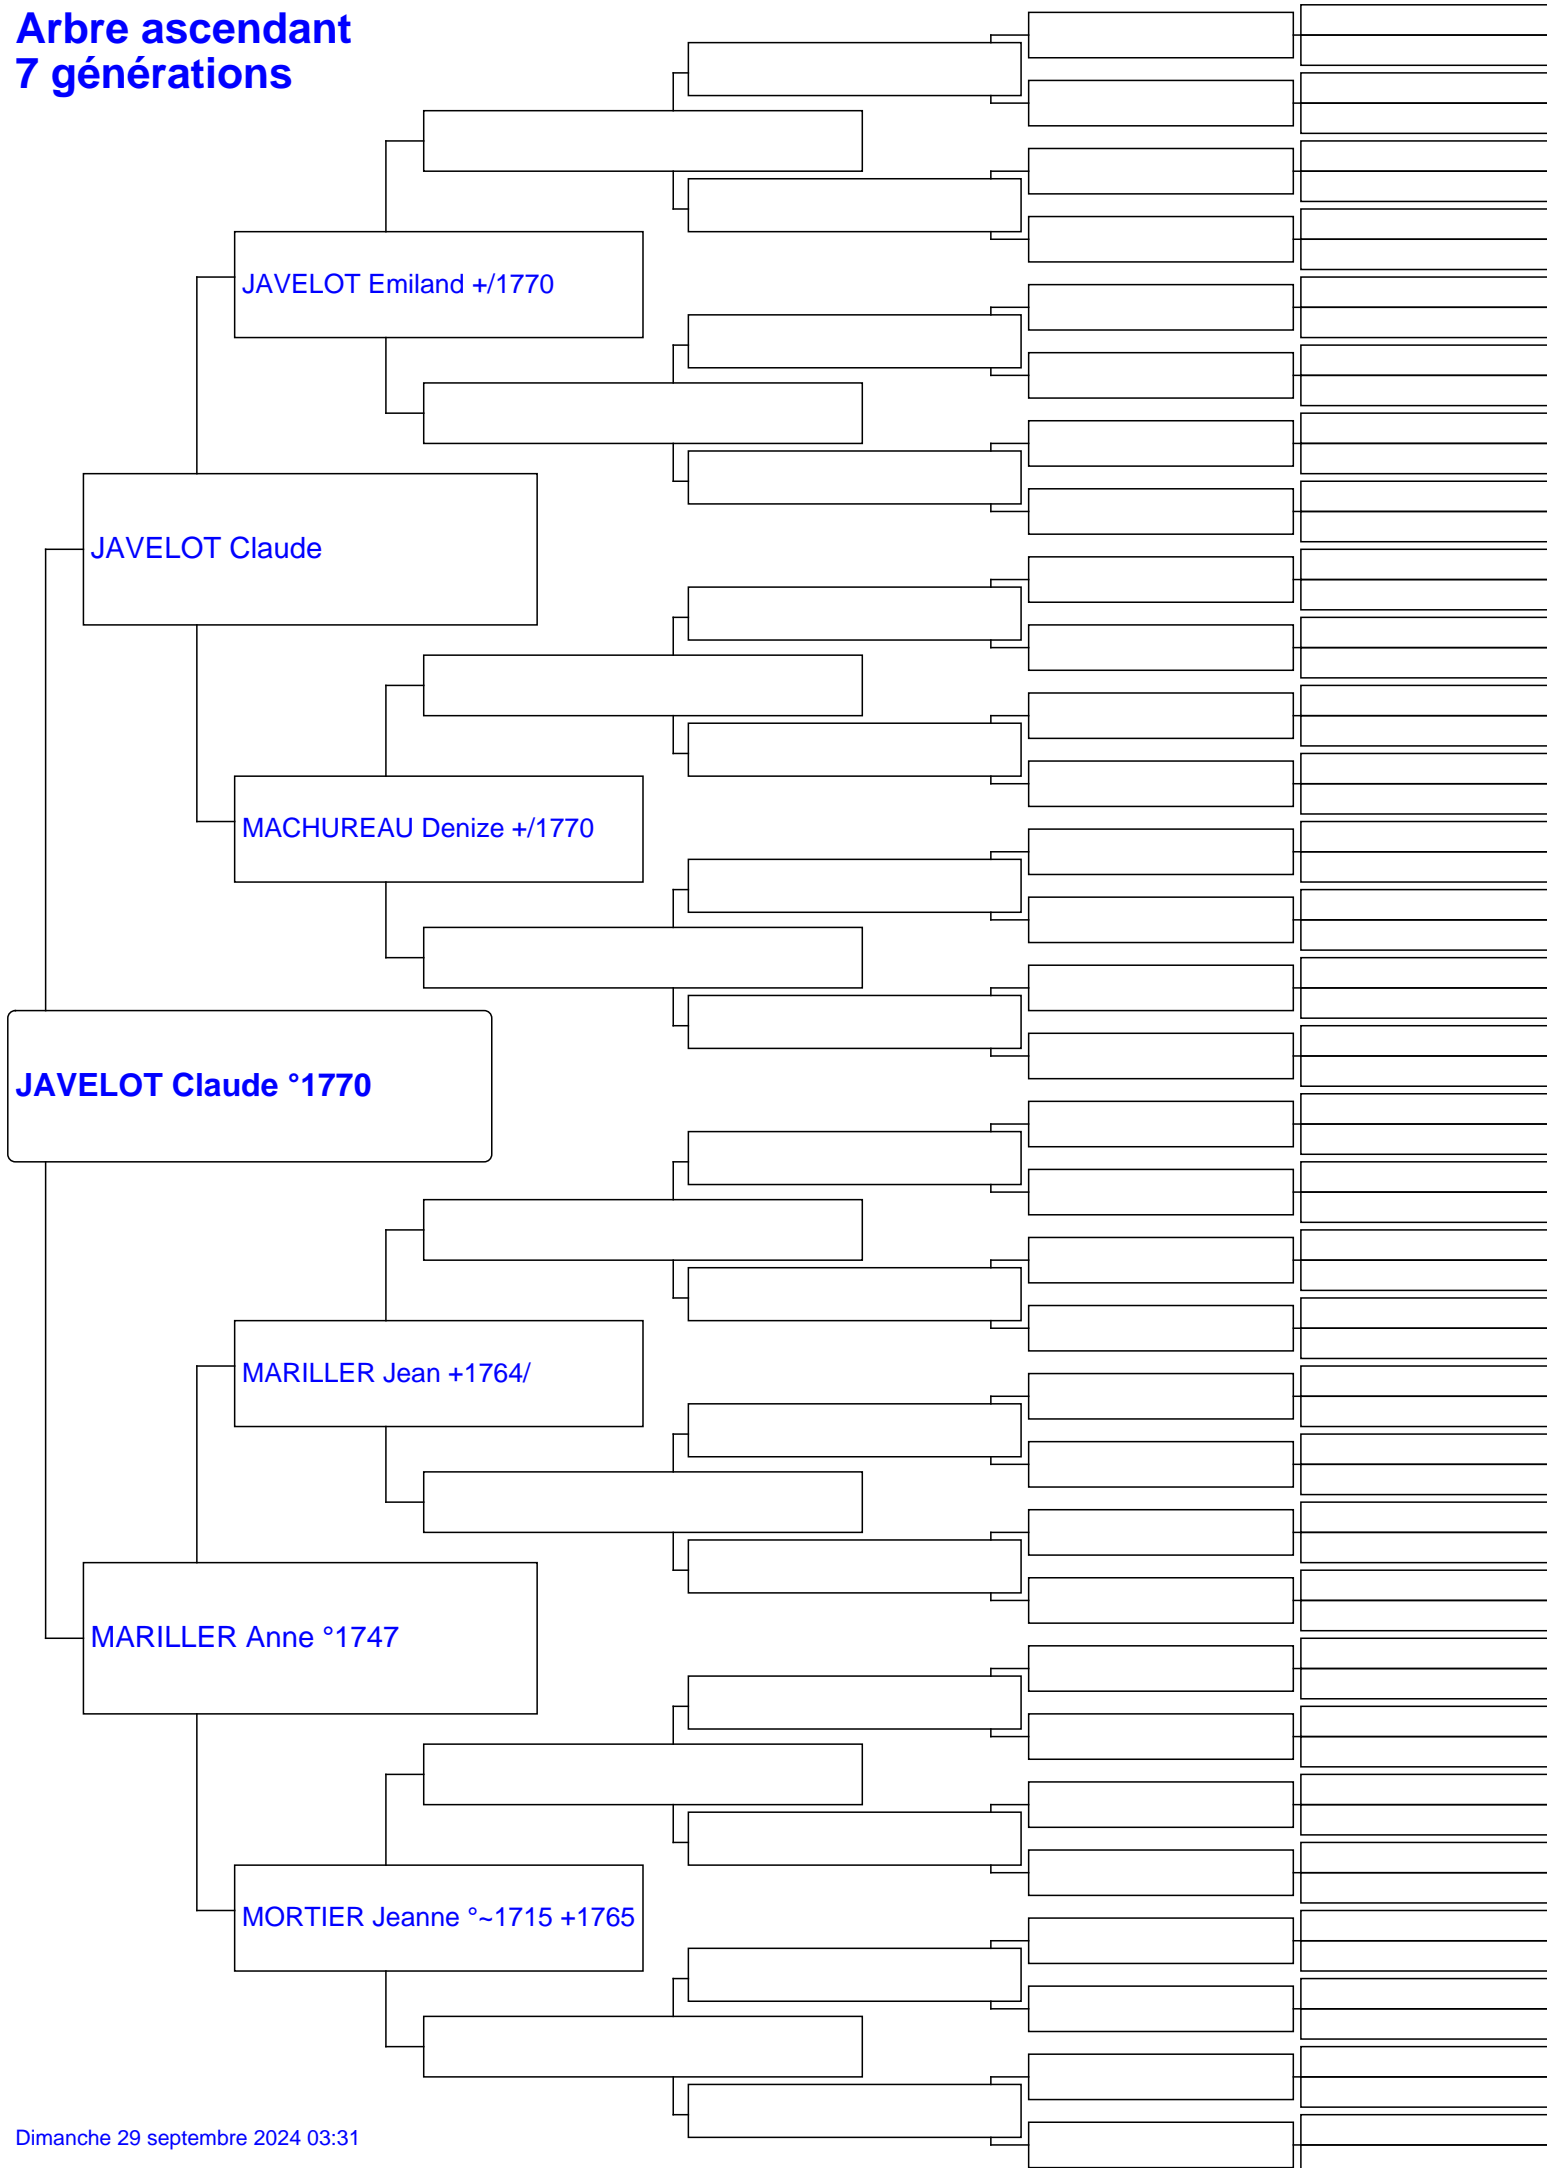 Arbre ascendant
7 générations
JAVELOT Emiland +/1770
JAVELOT Claude
MACHUREAU Denize +/1770
JAVELOT Claude °1770
MARILLER Jean +1764/
MARILLER Anne °1747
MORTIER Jeanne °~1715 +1765
Dimanche 29 septembre 2024 03:31